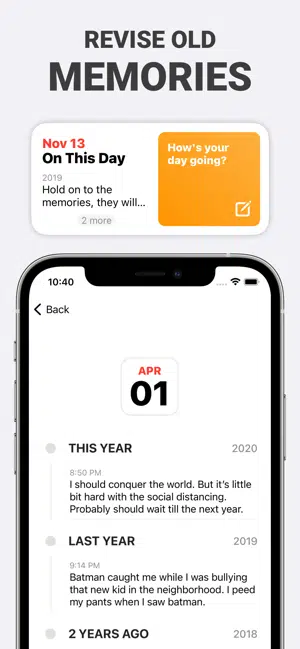 REVISE OLD
MEMORIES
Nov 13
On This Day
2019
Hold on to the
memories, they will...
2 more
How's your
day going?
10:40
Back
APR
01
THIS YEAR
2020
8:50 PM
I should conquer the world. But it's little
bit hard with the social distancing.
Probably should wait till the next year.
LAST YEAR
2019
9:14 PM
Batman caught me while I was bullying
that new kid in the neighborhood. I peed
my pants when I saw batman.
2 YEARS AGO
2018